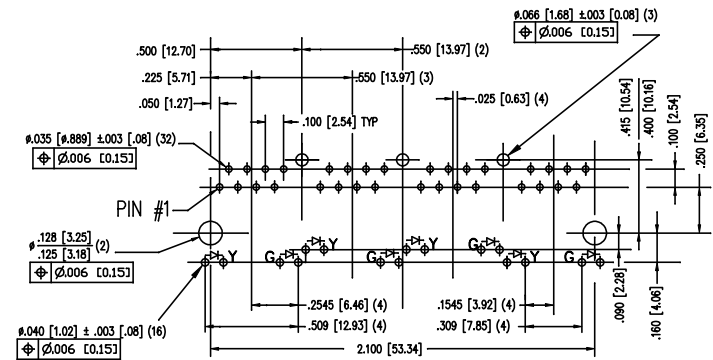 ø.066 [1.68] ±.003 [0.08] (3)
⌖ Ø.006 [0.15]
.500 [12.70]
.550 [13.97] (2)
.225 [5.71]
.550 [13.97] (3)
.050 [1.27]
.025 [0.63] (4)
.100 [2.54] TYP
.415 [10.54]
.400 [10.16]
.100 [2.54]
.250 [6.35]
ø.035 [ø.889] ±.003 [.08] (32)
⌖ Ø.006 [0.15]
PIN #1
ø .128 [3.25] (2)
.125 [3.18]
⌖ Ø.006 [0.15]
Y G Y G Y G
.2545 [6.46] (4)
.1545 [3.92] (4)
.509 [12.93] (4)
.309 [7.85] (4)
.090 [2.28]
.160 [4.06]
ø.040 [1.02] ± .003 [.08] (16)
⌖ Ø.006 [0.15]
2.100 [53.34]